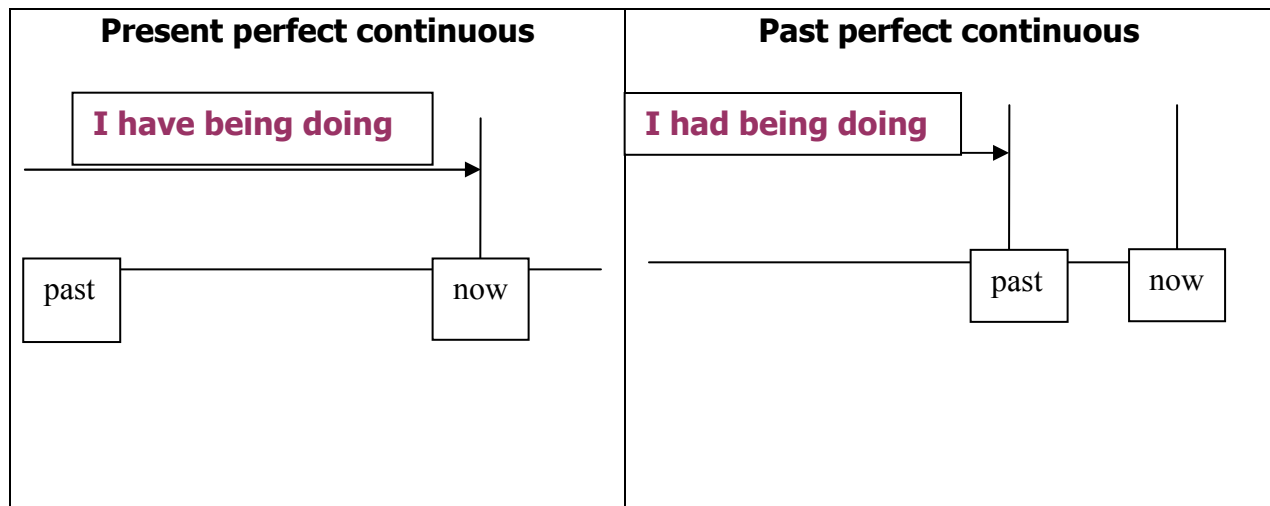 Present perfect continuous
I have being doing
past
now
Past perfect continuous
I had being doing
past
now